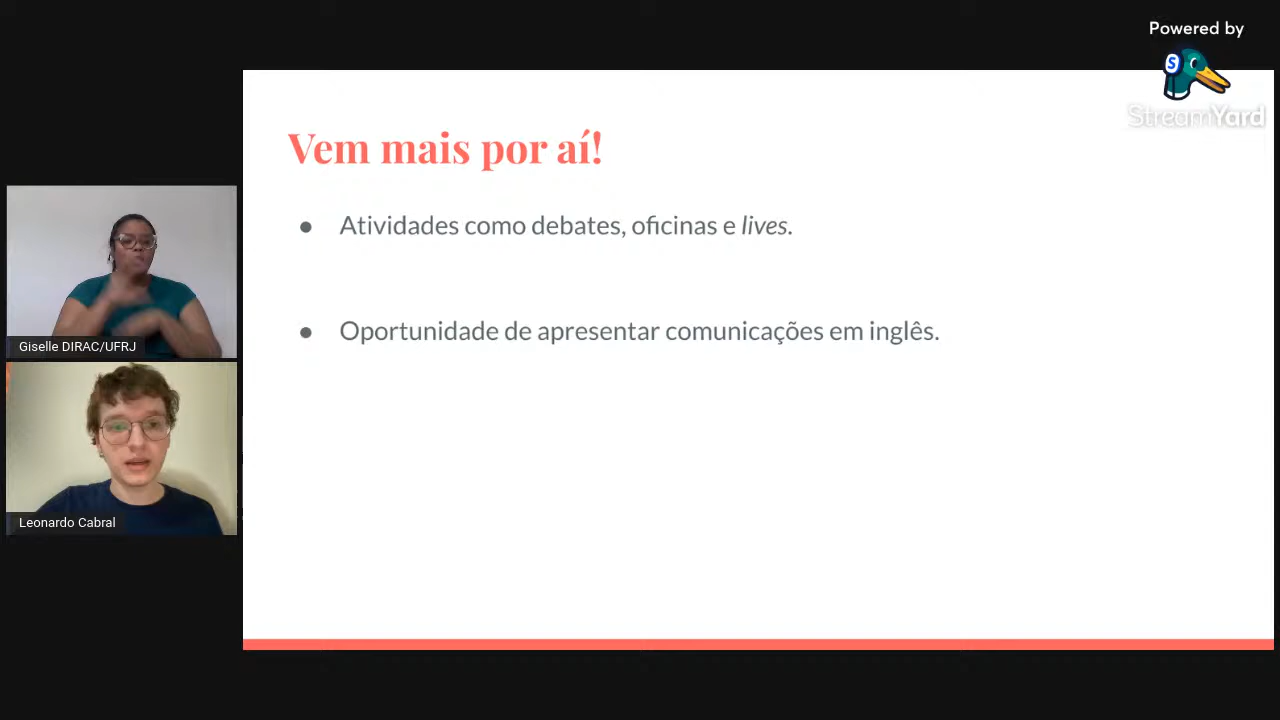 Powered by
StreamYard
Vem mais por aí!
● Atividades como debates, oficinas e lives.
● Oportunidade de apresentar comunicações em inglês.
Giselle DIRAC/UFRJ
Leonardo Cabral